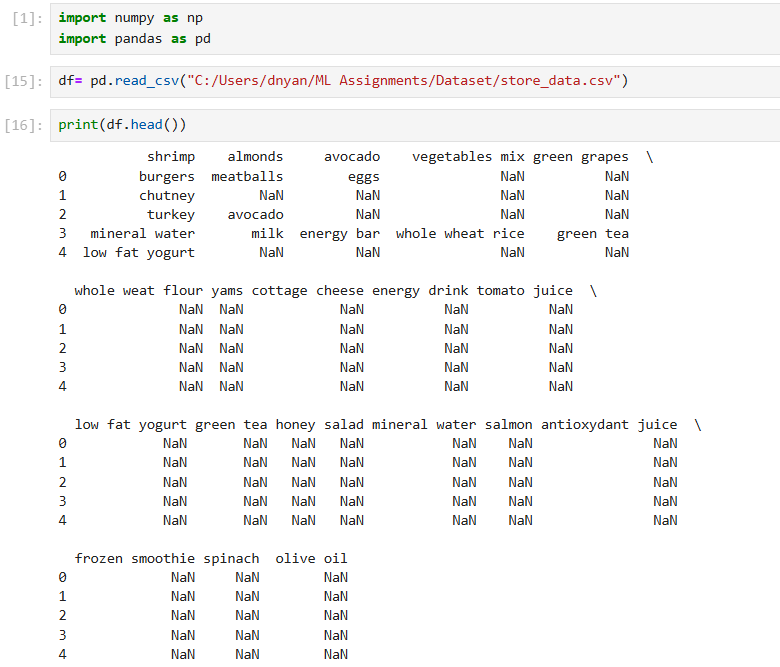 [1]: import numpy as np
import pandas as pd
[15]: df= pd.read_csv("C:/Users/dnyan/ML Assignments/Dataset/store_data.csv")
[16]: print(df.head())
shrimp almonds avocado vegetables mix green grapes \
0 burgers meatballs eggs NaN NaN
1 chutney NaN NaN NaN NaN
2 turkey avocado NaN NaN NaN
3 mineral water milk energy bar whole wheat rice green tea
4 low fat yogurt NaN NaN NaN NaN
whole weat flour yams cottage cheese energy drink tomato juice \
0 NaN NaN NaN NaN NaN
1 NaN NaN NaN NaN NaN
2 NaN NaN NaN NaN NaN
3 NaN NaN NaN NaN NaN
4 NaN NaN NaN NaN NaN
low fat yogurt green tea honey salad mineral water salmon antioxydant juice \
0 NaN NaN NaN NaN NaN NaN NaN
1 NaN NaN NaN NaN NaN NaN NaN
2 NaN NaN NaN NaN NaN NaN NaN
3 NaN NaN NaN NaN NaN NaN NaN
4 NaN NaN NaN NaN NaN NaN NaN
frozen smoothie spinach olive oil
0 NaN NaN NaN
1 NaN NaN NaN
2 NaN NaN NaN
3 NaN NaN NaN
4 NaN NaN NaN